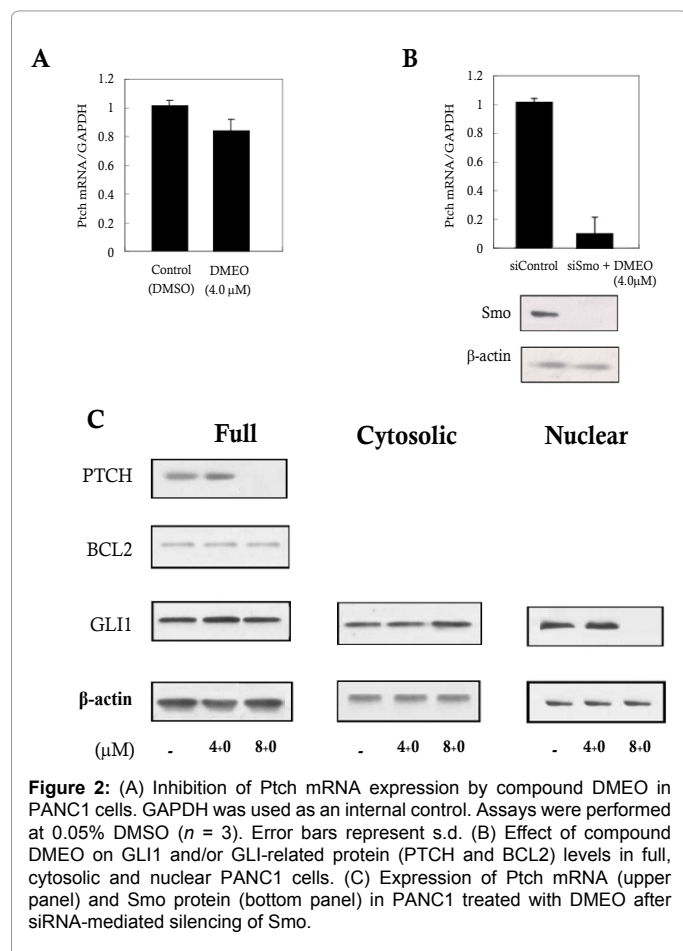 A
1.2
1
0.8
0.6
0.4
0.2
0
Ptch mRNA/GAPDH
Control
(DMSO)
DMEO
(4.0 µM)
B
1.2
1
0.8
0.6
0.4
0.2
0
Ptch mRNA/GAPDH
siControl siSmo + DMEO
(4.0µM)
Smo
β-actin
C
Full Cytosolic Nuclear
PTCH
BCL2
GLI1
β-actin
(µM) - 4+0 8+0 4+0 8+0 - 4+0 8+0
Figure 2: (A) Inhibition of Ptch mRNA expression by compound DMEO in
PANC1 cells. GAPDH was used as an internal control. Assays were performed
at 0.05% DMSO (n = 3). Error bars represent s.d. (B) Effect of compound
DMEO on GLI1 and/or GLI-related protein (PTCH and BCL2) levels in full,
cytosolic and nuclear PANC1 cells. (C) Expression of Ptch mRNA (upper
panel) and Smo protein (bottom panel) in PANC1 treated with DMEO after
siRNA-mediated silencing of Smo.